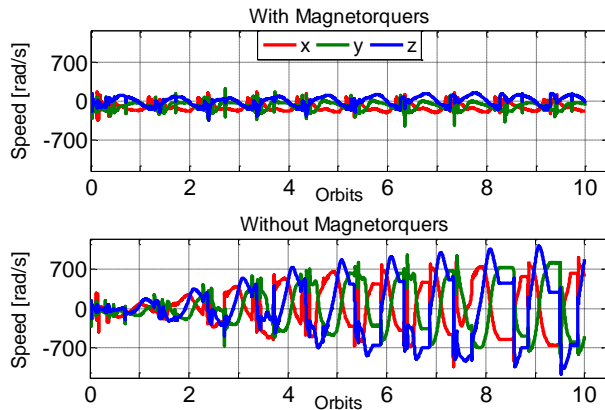 With Magnetorquers
x y z
Speed [rad/s]
700
0
-700
0 2 4 6 8 10
Orbits
Without Magnetorquers
Speed [rad/s]
700
0
-700
0 2 4 6 8 10
Orbits